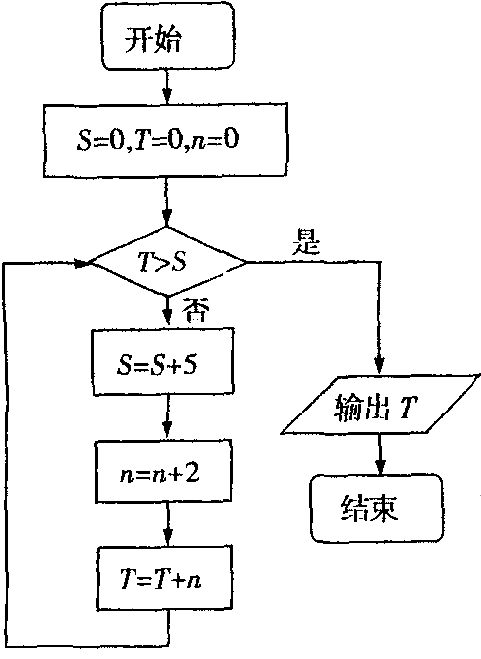 开始
S=0,T=0,n=0
T>S
是
否
S=S+5
输出 T
n=n+2
结束
T=T+n